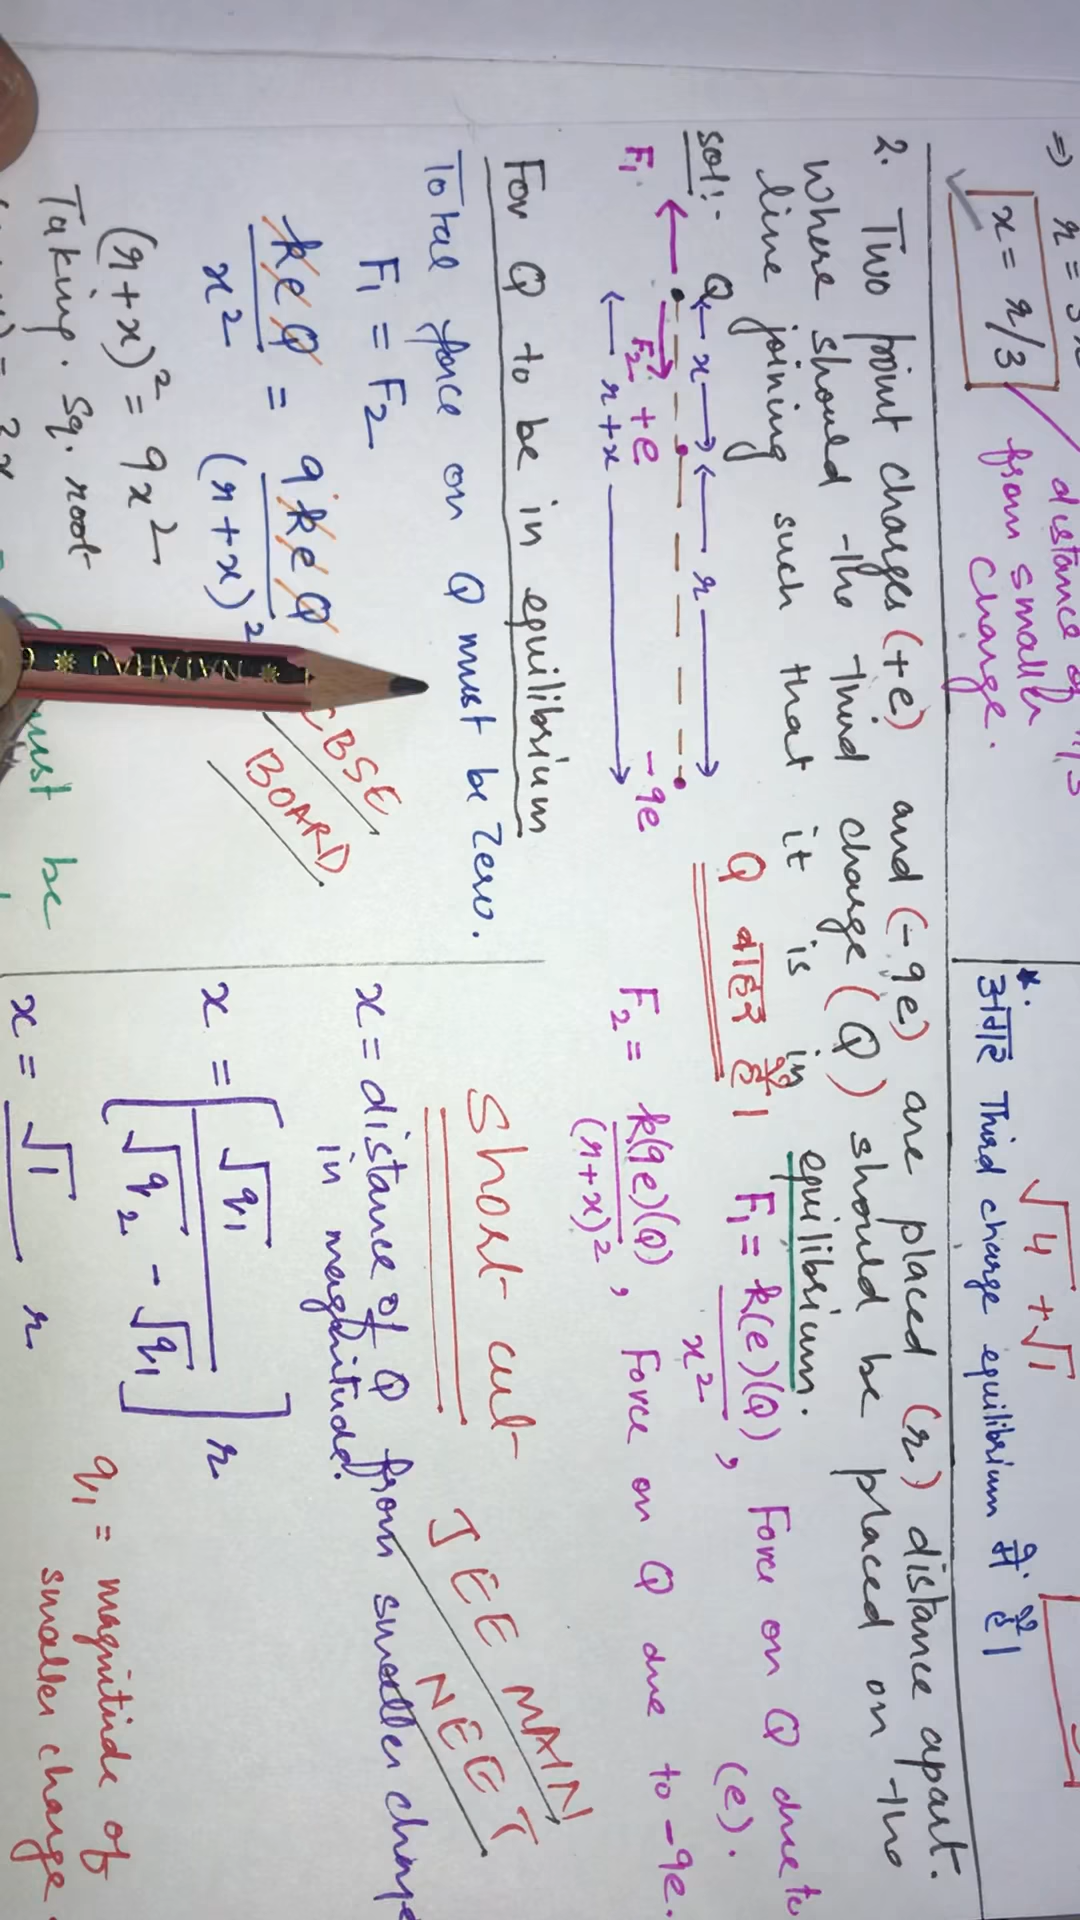 x = r/3
distance of
from small
charge.
√4 + √1
*. अगर Third charge equilibrium में है।
2. Two point charges (+e) and (-9e) are placed (r) distance apart.
where should the third charge (Q) should be placed on the
line joining such that it is in equilibrium.
sol:- Q x r
F₁ F₂ +e -9e
r+x
Q बाहर है।
F₁ = k(e)(Q)/x² , Force on Q due to (e).
F₂ = k(9e)(Q)/(r+x)² , Force on Q due to -9e.
For Q to be in equilibrium
Total force on Q must be zero.
F₁ = F₂
keQ/x² = 9keQ/(r+x)²
(r+x)² = 9x²
Taking. Sq. root
CBSE
BOARD
must be
Short cut
JEE MAIN
NEET
x = distance of Q from smaller charge
in magnitude.
x = [√q₁/(√q₂ - √q₁)] r
q₁ = magnitude of
smaller charge
x = √1 r
NATARAJ